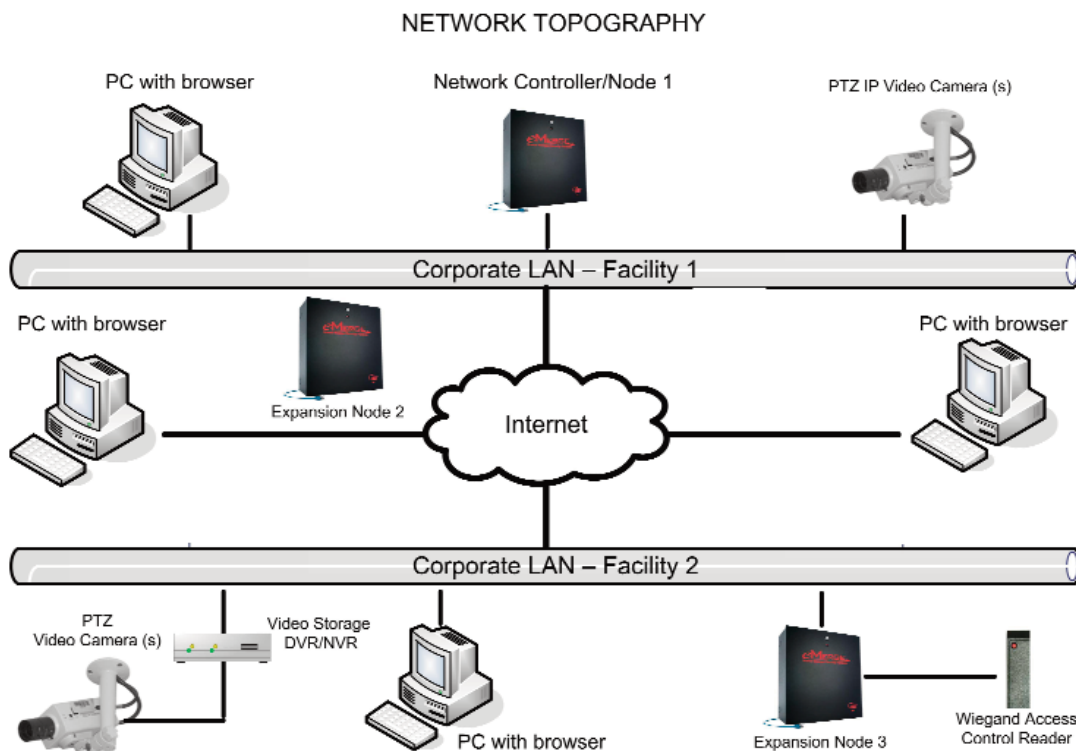 NETWORK TOPOGRAPHY
PC with browser
Network Controller/Node 1
PTZ IP Video Camera (s)
Corporate LAN – Facility 1
PC with browser
Expansion Node 2
Internet
PC with browser
Corporate LAN – Facility 2
PTZ
Video Camera (s)
Video Storage
DVR/NVR
PC with browser
Expansion Node 3
Wiegand Access
Control Reader